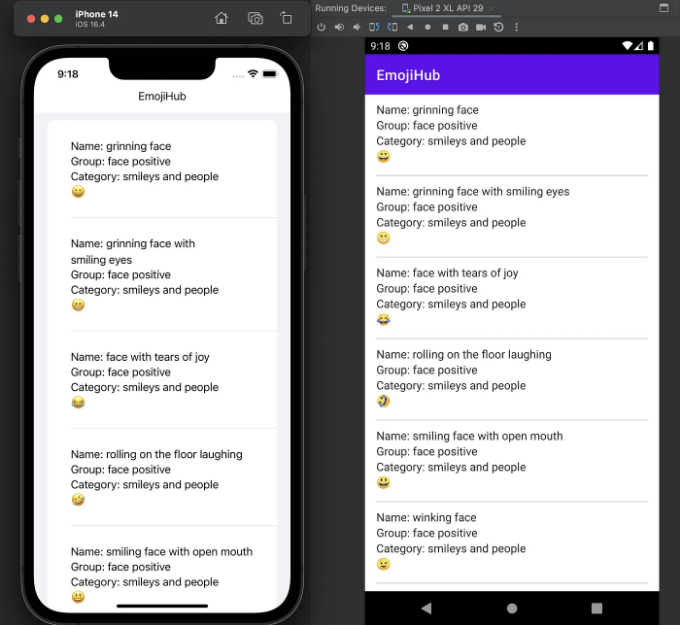 iPhone 14
iOS 16.4
9:18
EmojiHub
Name: grinning face
Group: face positive
Category: smileys and people
😀
Name: grinning face with
smiling eyes
Group: face positive
Category: smileys and people
😁
Name: face with tears of joy
Group: face positive
Category: smileys and people
😂
Name: rolling on the floor laughing
Group: face positive
Category: smileys and people
🤣
Name: smiling face with open mouth
Group: face positive
Category: smileys and people
😃
Running Devices:
Pixel 2 XL API 29
9:18
EmojiHub
Name: grinning face
Group: face positive
Category: smileys and people
😀
Name: grinning face with smiling eyes
Group: face positive
Category: smileys and people
😁
Name: face with tears of joy
Group: face positive
Category: smileys and people
😂
Name: rolling on the floor laughing
Group: face positive
Category: smileys and people
🤣
Name: smiling face with open mouth
Group: face positive
Category: smileys and people
😃
Name: winking face
Group: face positive
Category: smileys and people
😉